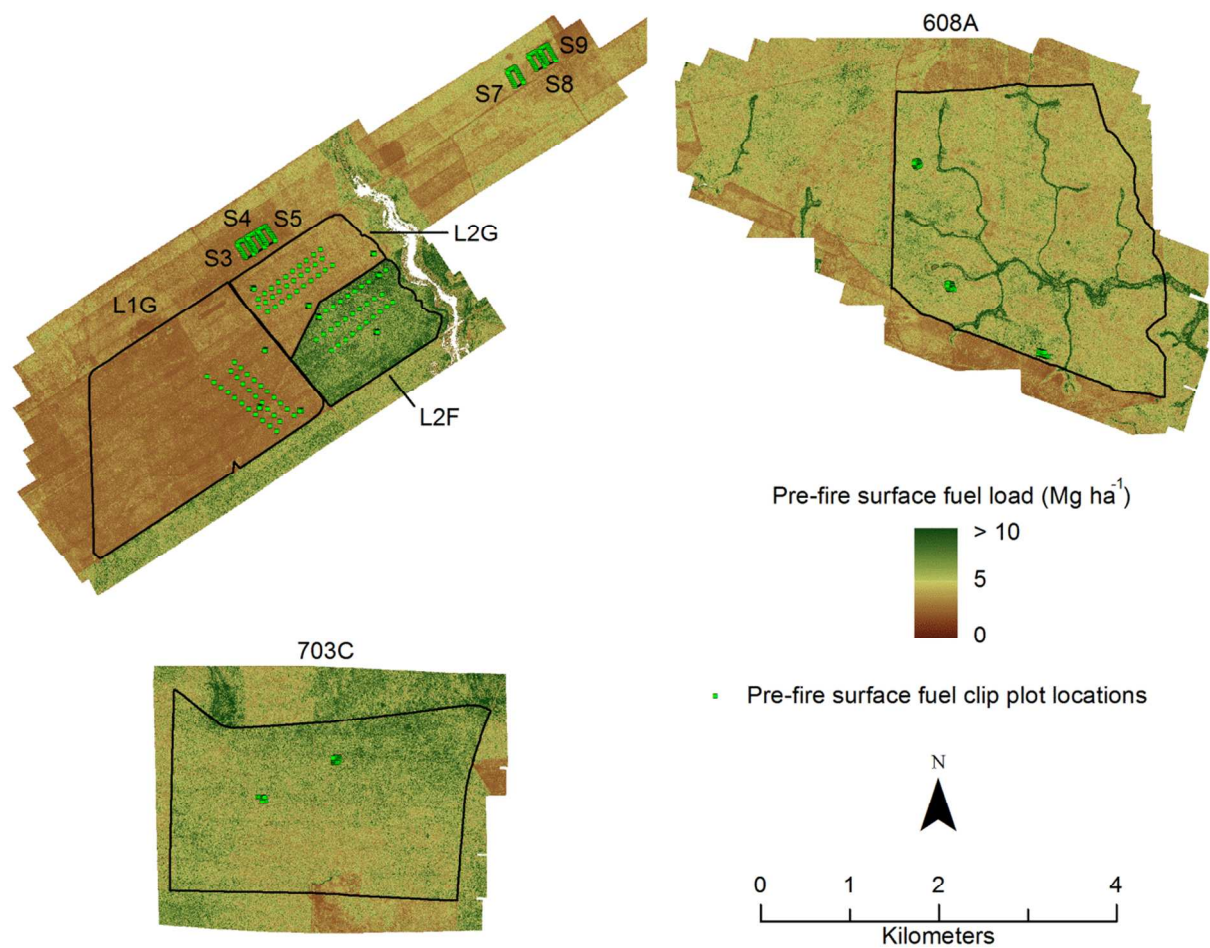 608A
S9
S7
S8
S4
S5
S3
L2G
L1G
L2F
Pre-fire surface fuel load (Mg ha-1)
> 10
5
0
703C
Pre-fire surface fuel clip plot locations
N
0 1 2 4
Kilometers